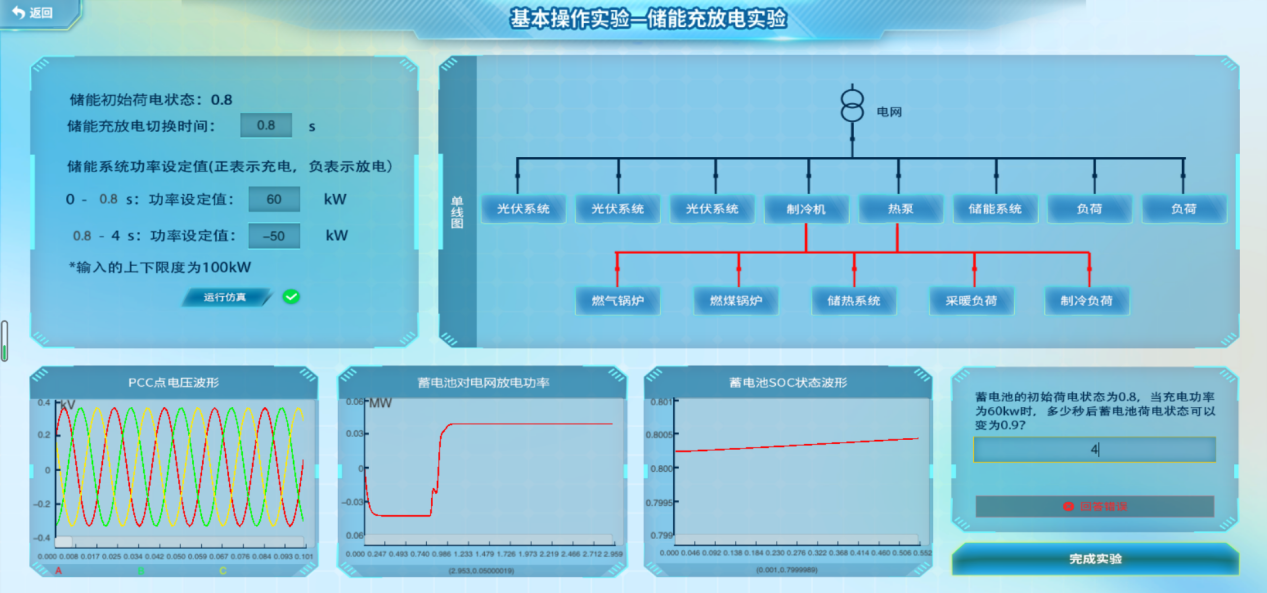 返回
基本操作实验—储能充放电实验
储能初始荷电状态：0.8
储能充放电切换时间： 0.8 s
储能系统功率设定值(正表示充电，负表示放电)
0 - 0.8 s：功率设定值： 60 kW
0.8 - 4 s：功率设定值： -50 kW
*输入的上下限度为100kW
运行仿真
单线图
电网
光伏系统 光伏系统 光伏系统 制冷机 热泵 储能系统 负荷 负荷
燃气锅炉 燃煤锅炉 储热系统 采暖负荷 制冷负荷
PCC点电压波形
kV
0.4
0.2
0
-0.2
-0.4
0.000 0.008 0.017 0.025 0.034 0.042 0.050 0.059 0.067 0.076 0.084 0.093 0.101
A C
蓄电池对电网放电功率
MW
0.06
0.03
0
-0.03
0.06
0.000 0.247 0.493 0.740 0.986 1.233 1.479 1.726 1.973 2.219 2.466 2.712 2.959
(2.953,0.05000019)
蓄电池SOC状态波形
0.801
0.8005
0.800
0.7995
0.799
0.000 0.046 0.092 0.138 0.184 0.230 0.276 0.322 0.368 0.414 0.460 0.506 0.552
(0.001,0.7999989)
蓄电池的初始荷电状态为0.8，当充电功率
为60kw时，多少秒后蓄电池荷电状态可以
变为0.9？
4
回答错误
完成实验